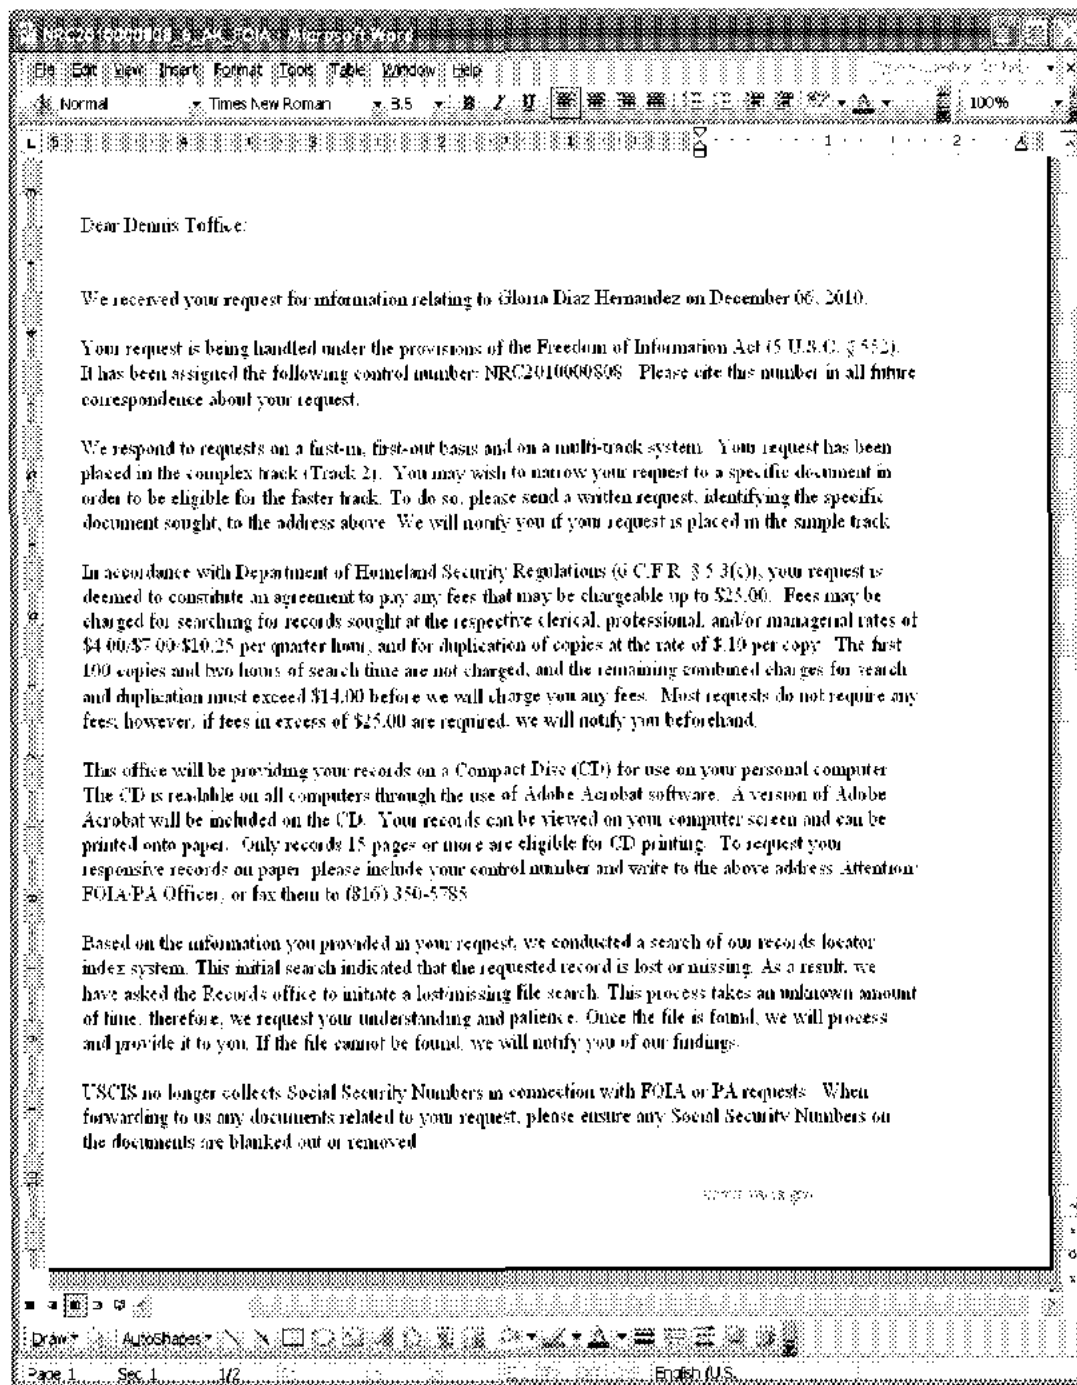 NRC2010000808_6_AK_FOIA - Microsoft Word
File Edit View Insert Format Tools Table Window Help
Normal Times New Roman 8.5 B I U 100%
5 4 3 2 1 1 2
Dear Dennis Toffice:
We received your request for information relating to Gloria Diaz Hernandez on December 06, 2010.
Your request is being handled under the provisions of the Freedom of Information Act (5 U.S.C. § 552).
It has been assigned the following control number: NRC2010000808. Please cite this number in all future
correspondence about your request.
We respond to requests on a first-in, first-out basis and on a multi-track system. Your request has been
placed in the complex track (Track 2). You may wish to narrow your request to a specific document in
order to be eligible for the faster track. To do so, please send a written request, identifying the specific
document sought, to the address above. We will notify you if your request is placed in the simple track.
In accordance with Department of Homeland Security Regulations (6 C.F.R. § 5.3(c)), your request is
deemed to constitute an agreement to pay any fees that may be chargeable up to $25.00. Fees may be
charged for searching for records sought at the respective clerical, professional, and/or managerial rates of
$4.00/$7.00/$10.25 per quarter hour, and for duplication of copies at the rate of $.10 per copy. The first
100 copies and two hours of search time are not charged, and the remaining combined charges for search
and duplication must exceed $14.00 before we will charge you any fees. Most requests do not require any
fees; however, if fees in excess of $25.00 are required, we will notify you beforehand.
This office will be providing your records on a Compact Disc (CD) for use on your personal computer.
The CD is readable on all computers through the use of Adobe Acrobat software. A version of Adobe
Acrobat will be included on the CD. Your records can be viewed on your computer screen and can be
printed onto paper. Only records 15 pages or more are eligible for CD printing. To request your
responsive records on paper, please include your control number and write to the above address Attention:
FOIA/PA Officer, or fax them to (816) 350-5785.
Based on the information you provided in your request, we conducted a search of our records locator
index system. This initial search indicated that the requested record is lost or missing. As a result, we
have asked the Records office to initiate a lost/missing file search. This process takes an unknown amount
of time, therefore, we request your understanding and patience. Once the file is found, we will process
and provide it to you. If the file cannot be found, we will notify you of our findings.
USCIS no longer collects Social Security Numbers in connection with FOIA or PA requests. When
forwarding to us any documents related to your request, please ensure any Social Security Numbers on
the documents are blanked out or removed.
www.uscis.gov
Draw AutoShapes
Page 1 Sec 1 1/2 English (U.S.